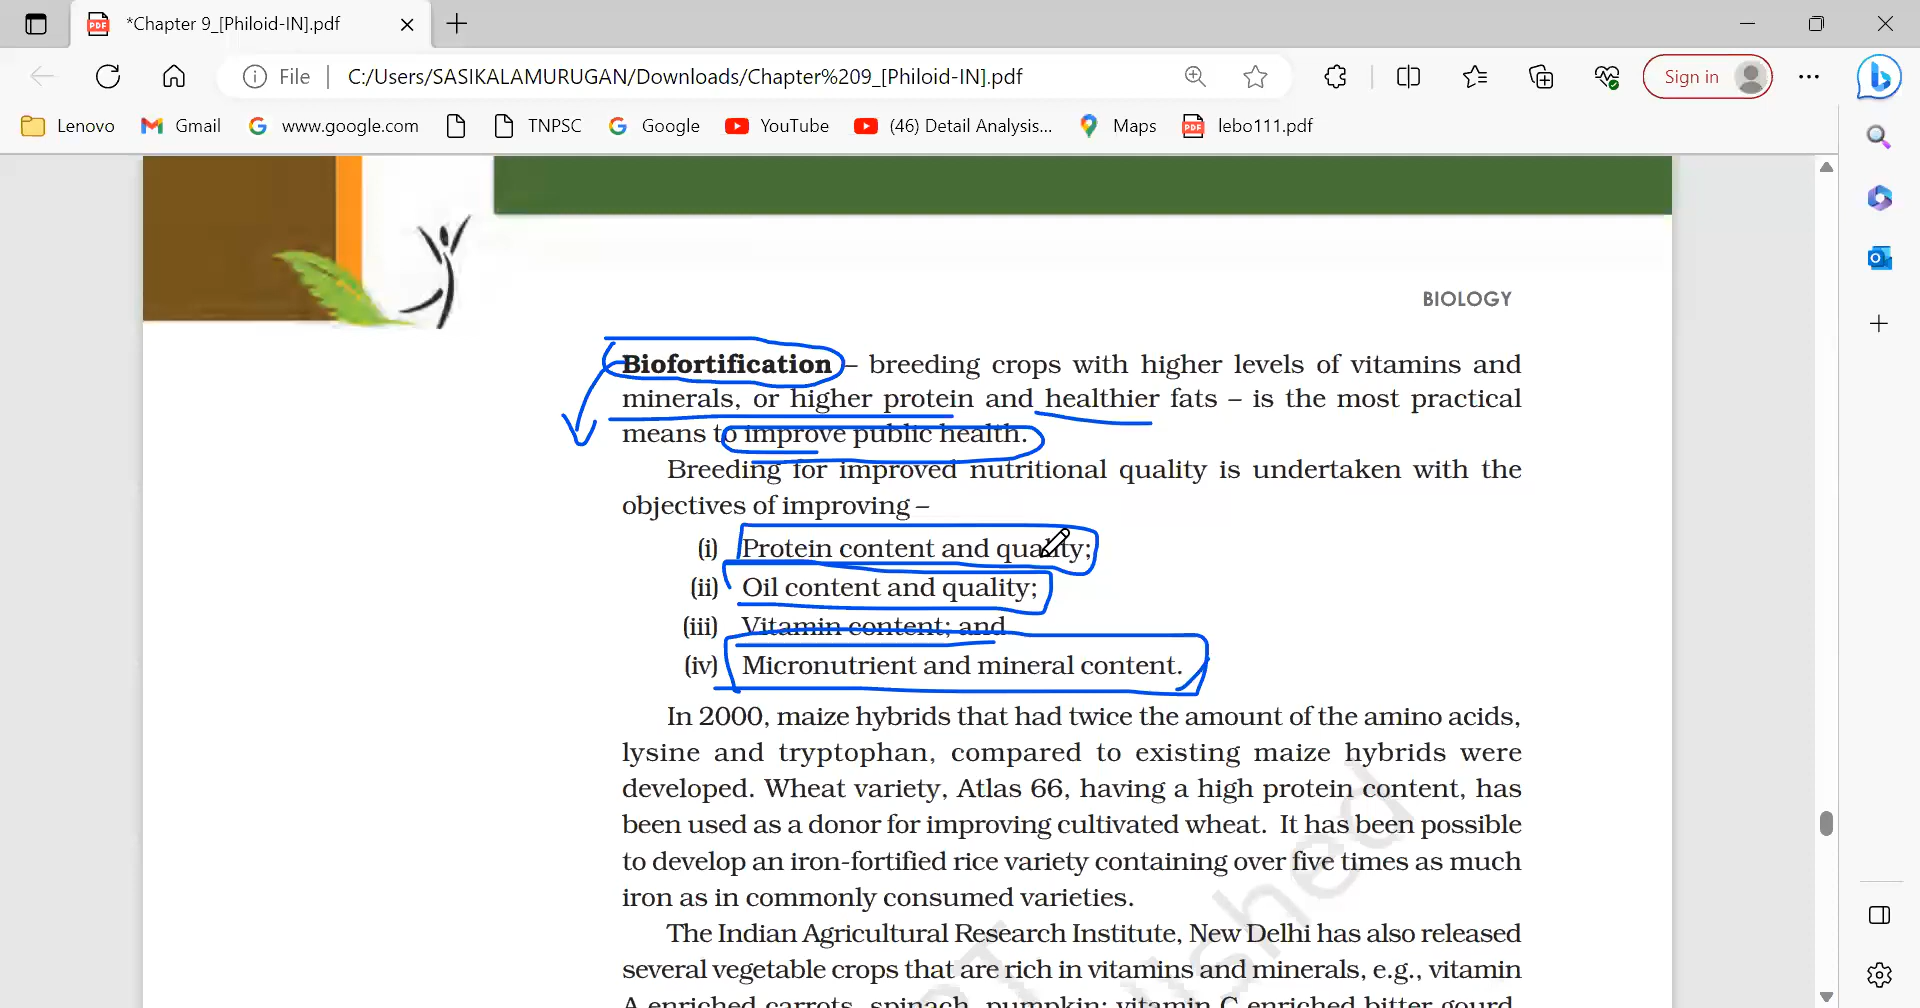 *Chapter 9_[Philoid-IN].pdf
File C:/Users/SASIKALAMURUGAN/Downloads/Chapter%209_[Philoid-IN].pdf Sign in
Lenovo Gmail www.google.com TNPSC Google YouTube (46) Detail Analysis... Maps lebo111.pdf
BIOLOGY
Biofortification – breeding crops with higher levels of vitamins and
minerals, or higher protein and healthier fats – is the most practical
means to improve public health.
Breeding for improved nutritional quality is undertaken with the
objectives of improving –
(i) Protein content and quality;
(ii) Oil content and quality;
(iii) Vitamin content; and
(iv) Micronutrient and mineral content.
In 2000, maize hybrids that had twice the amount of the amino acids,
lysine and tryptophan, compared to existing maize hybrids were
developed. Wheat variety, Atlas 66, having a high protein content, has
been used as a donor for improving cultivated wheat. It has been possible
to develop an iron-fortified rice variety containing over five times as much
iron as in commonly consumed varieties.
The Indian Agricultural Research Institute, New Delhi has also released
several vegetable crops that are rich in vitamins and minerals, e.g., vitamin
A enriched carrots, spinach, pumpkin; vitamin C enriched bitter gourd,